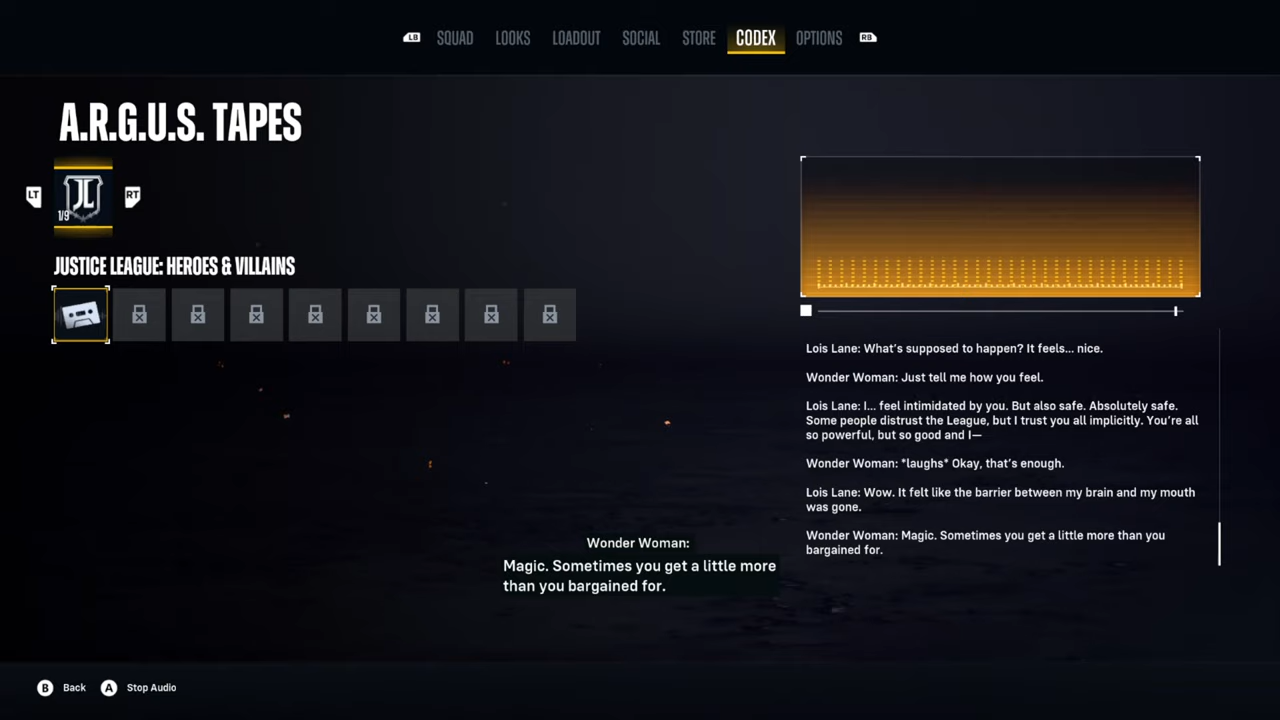 LB SQUAD LOOKS LOADOUT SOCIAL STORE CODEX OPTIONS RB
A.R.G.U.S. TAPES
LT JL RT
1/9
JUSTICE LEAGUE: HEROES & VILLAINS
Lois Lane: What's supposed to happen? It feels... nice.
Wonder Woman: Just tell me how you feel.
Lois Lane: I... feel intimidated by you. But also safe. Absolutely safe.
Some people distrust the League, but I trust you all implicitly. You're all
so powerful, but so good and I—
Wonder Woman: *laughs* Okay, that's enough.
Lois Lane: Wow. It felt like the barrier between my brain and my mouth
was gone.
Wonder Woman: Magic. Sometimes you get a little more than you
bargained for.
Wonder Woman:
Magic. Sometimes you get a little more
than you bargained for.
B Back A Stop Audio